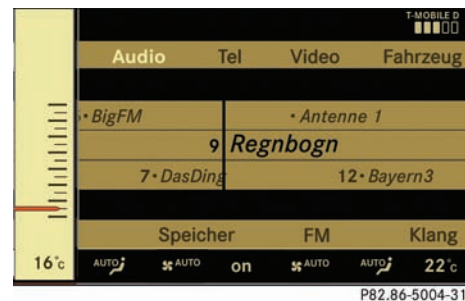 T-MOBILE D
Audio Tel Video Fahrzeug
• BigFM • Antenne 1
9 Regnbogn
7 • DasDing 12 • Bayern3
Speicher FM Klang
16°c AUTO AUTO on AUTO AUTO 22°c
P82.86-5004-31